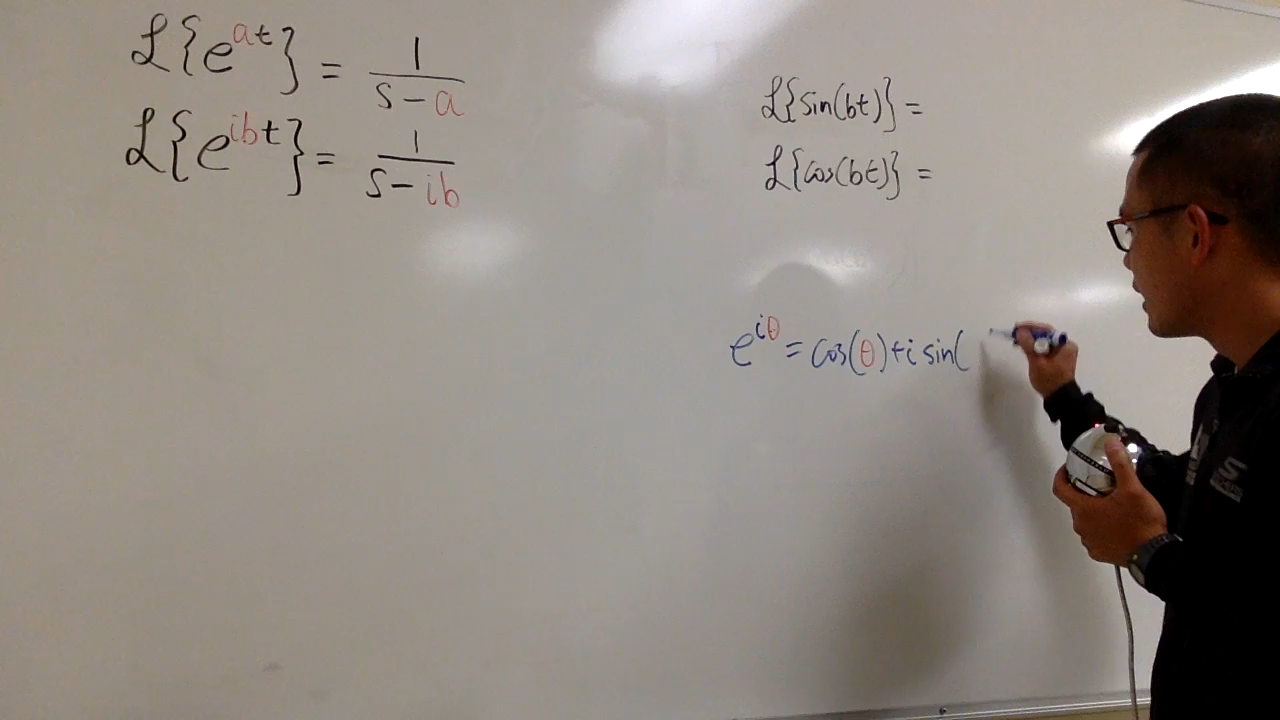 ℒ{e^{at}} = 1/(s-a)
ℒ{e^{ibt}} = 1/(s-ib)
ℒ{sin(bt)} =
ℒ{cos(bt)} =
e^{iθ} = cos(θ)+i sin(